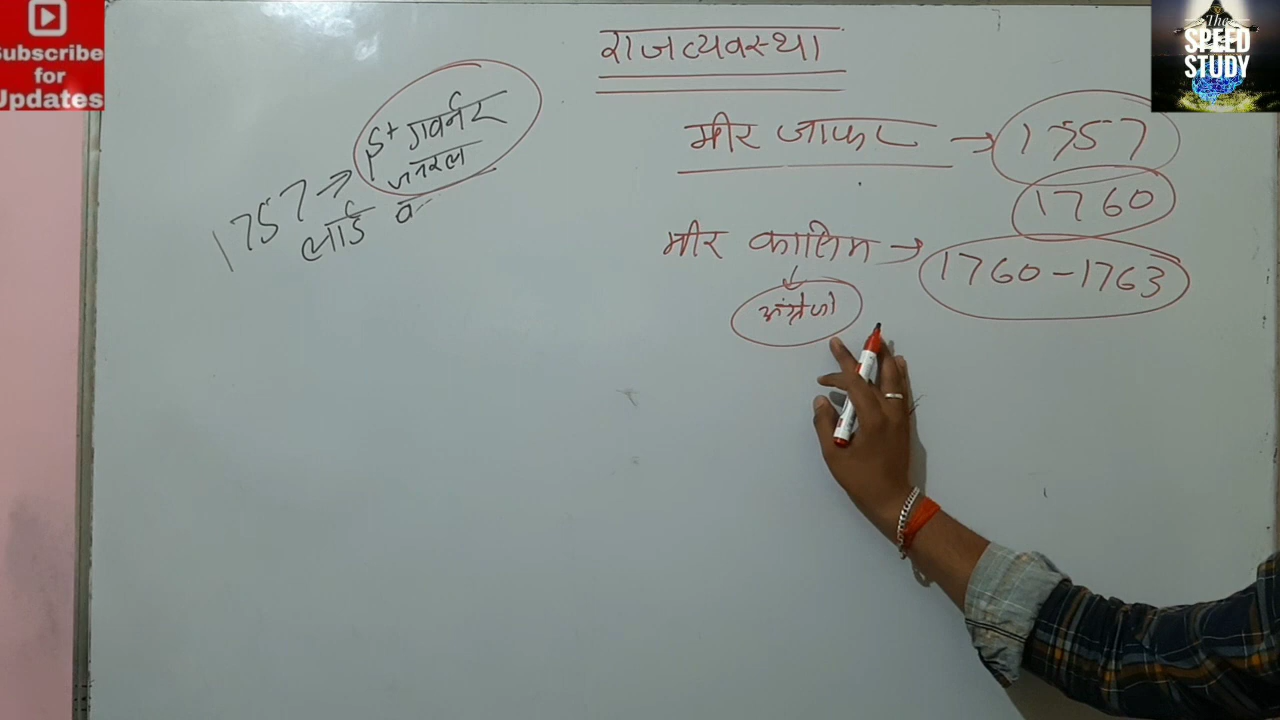 Subscribe
for
Updates
The
SPEED
STUDY
राजव्यवस्था
मीर जाफर → 1757
1760
मीर कासिम → 1760-1763
अंग्रेजो
1757 → 1st गवर्नर
जनरल
लार्ड क